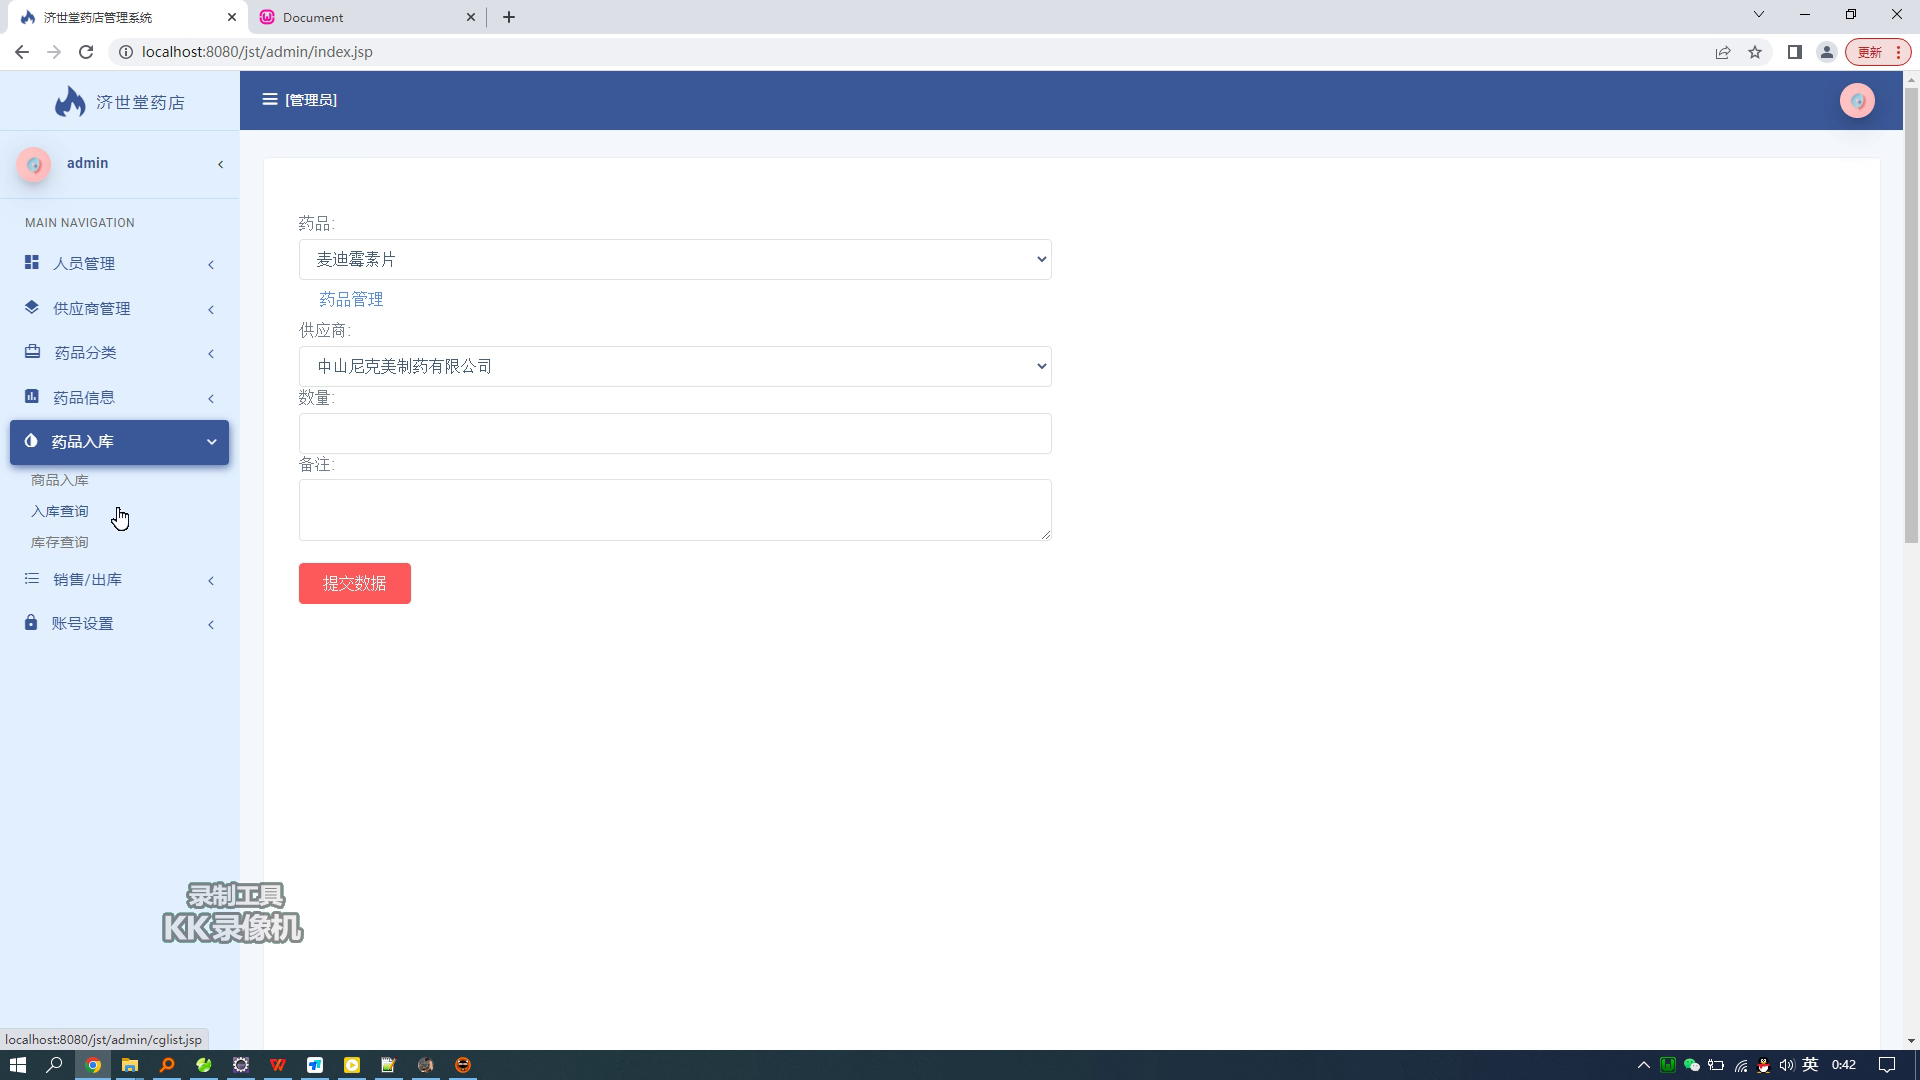 济世堂药店管理系统
Document
localhost:8080/jst/admin/index.jsp
更新
济世堂药店
[管理员]
admin
MAIN NAVIGATION
人员管理
供应商管理
药品分类
药品信息
药品入库
商品入库
入库查询
库存查询
销售/出库
账号设置
药品:
麦迪霉素片
药品管理
供应商:
中山尼克美制药有限公司
数量:
备注:
提交数据
录制工具
KK录像机
localhost:8080/jst/admin/cglist.jsp
英
0:42